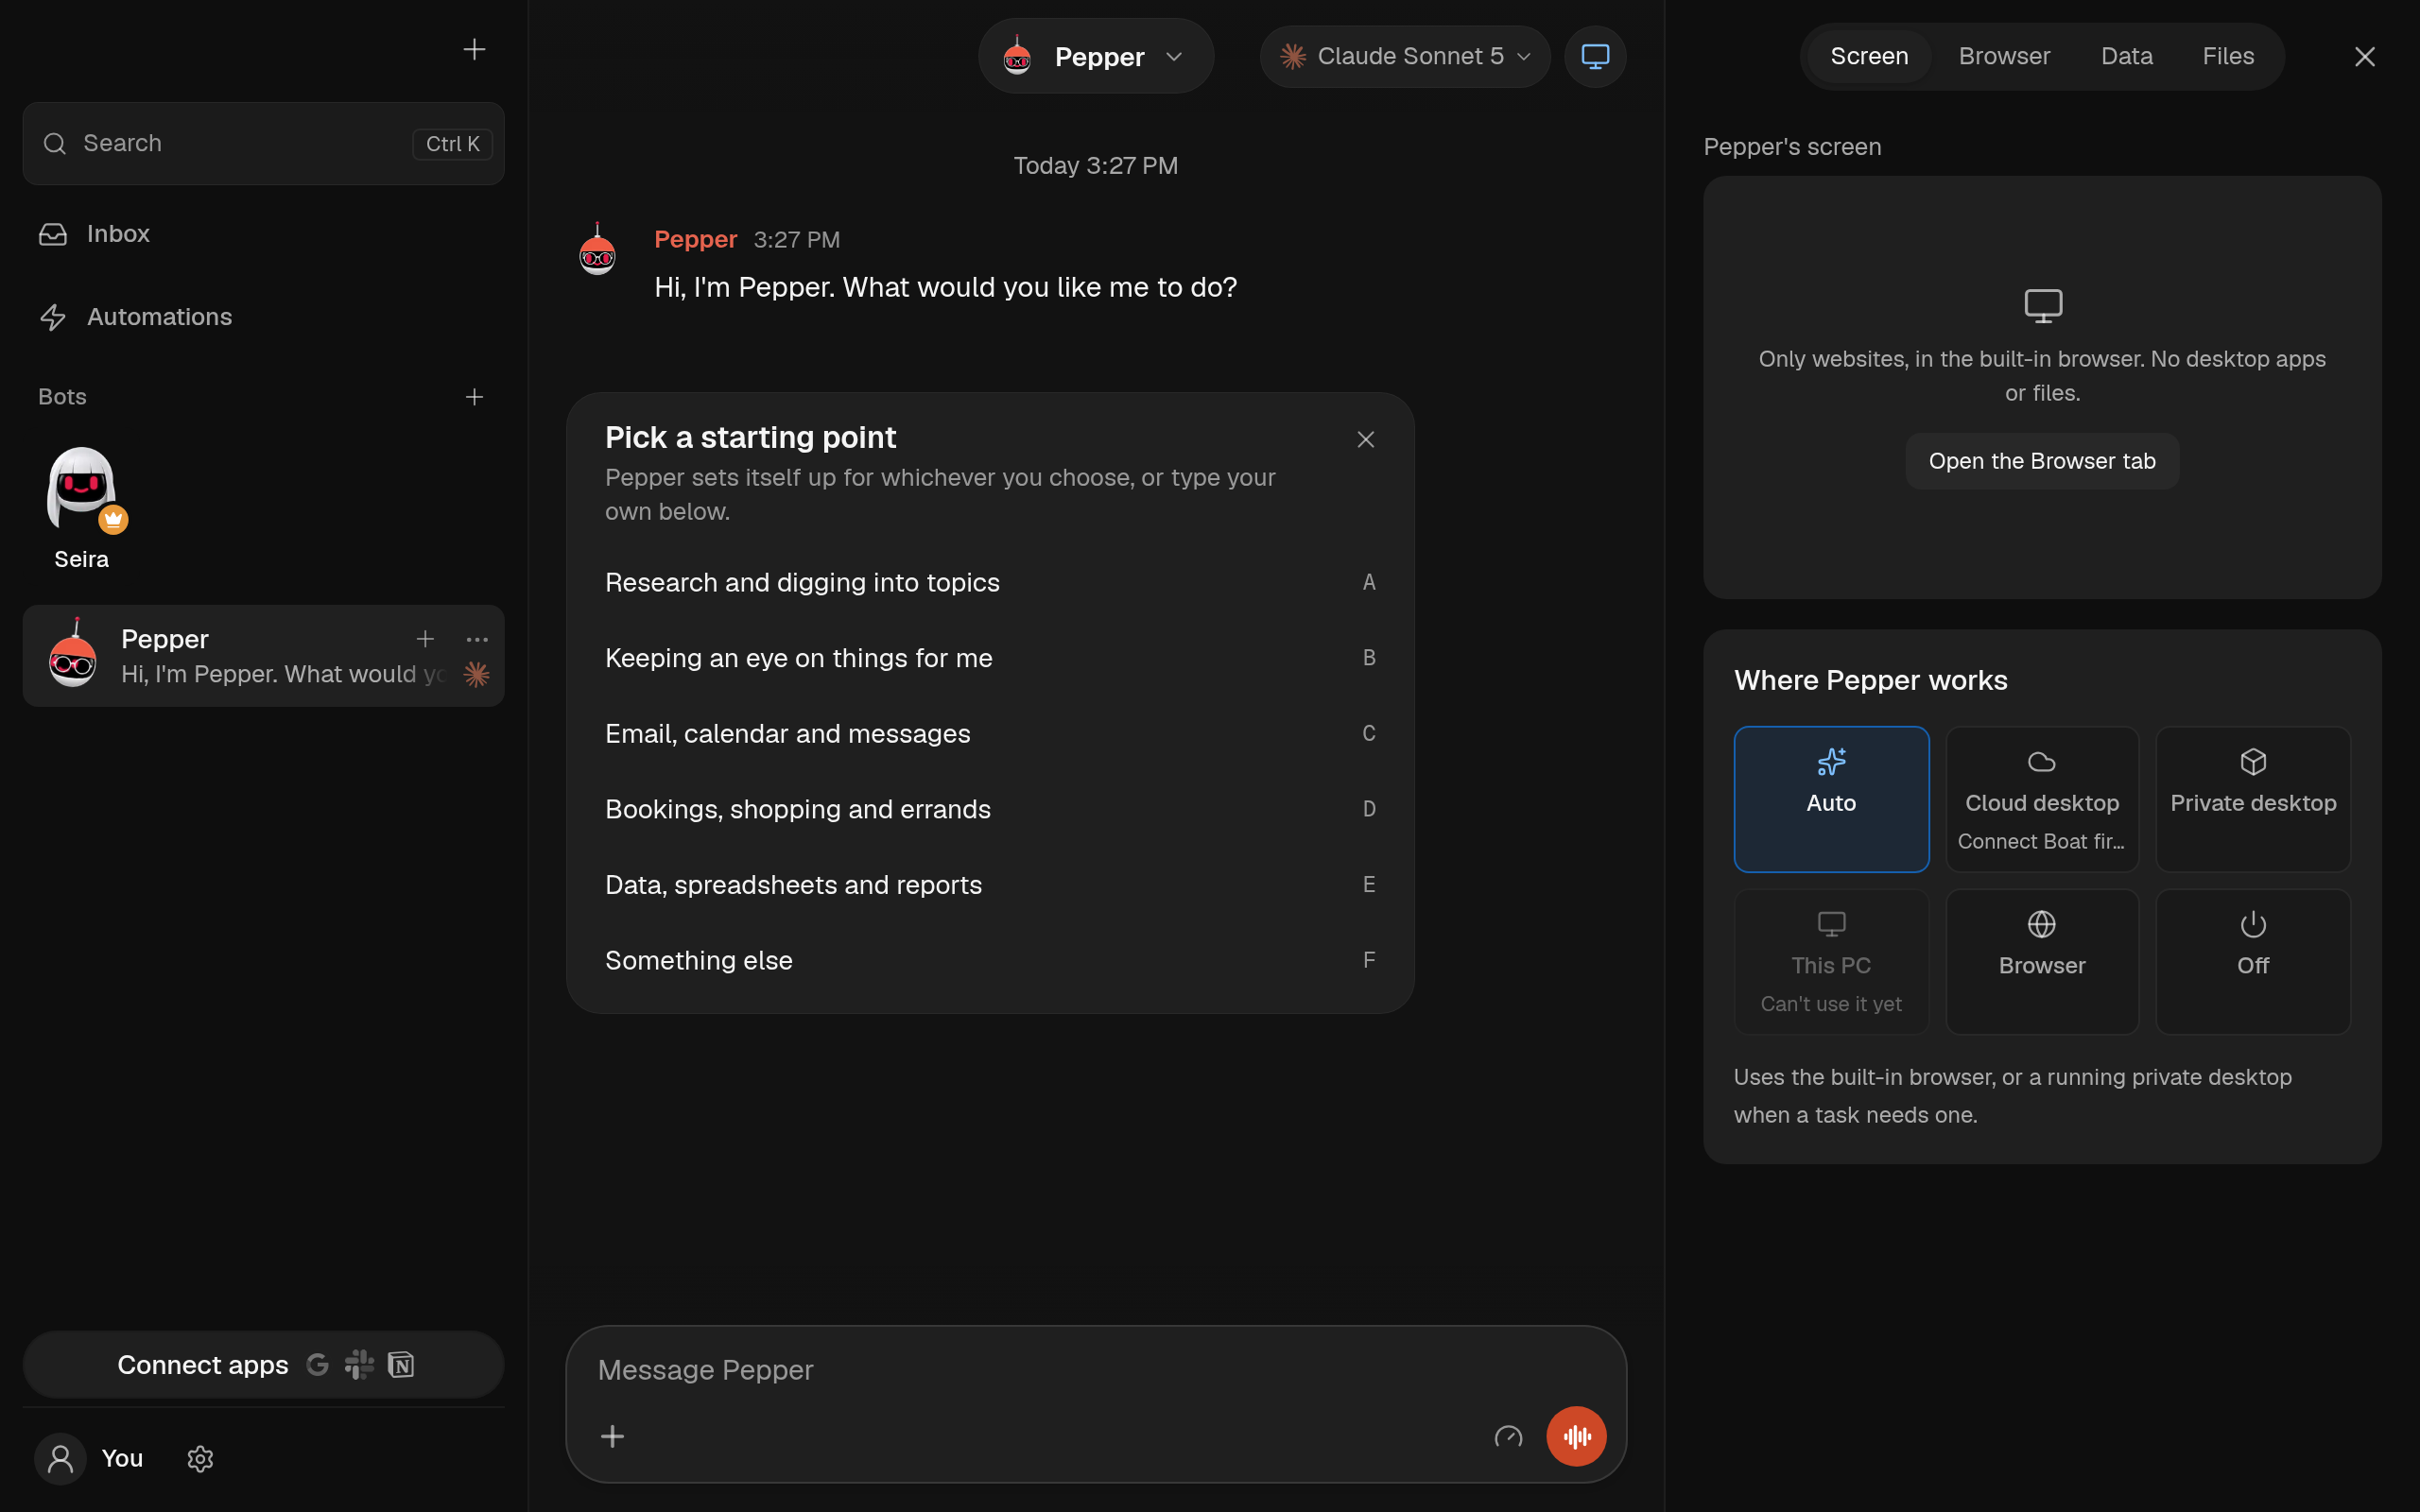 Search
Ctrl K
Inbox
Automations
Bots
Seira
Pepper
Hi, I'm Pepper. What would yo
Connect apps
You
Pepper
Claude Sonnet 5
Today 3:27 PM
Pepper 3:27 PM
Hi, I'm Pepper. What would you like me to do?
Pick a starting point
Pepper sets itself up for whichever you choose, or type your
own below.
Research and digging into topics A
Keeping an eye on things for me B
Email, calendar and messages C
Bookings, shopping and errands D
Data, spreadsheets and reports E
Something else F
Message Pepper
Screen Browser Data Files
Pepper's screen
Only websites, in the built-in browser. No desktop apps
or files.
Open the Browser tab
Where Pepper works
Auto
Cloud desktop
Connect Boat fir...
Private desktop
This PC
Can't use it yet
Browser
Off
Uses the built-in browser, or a running private desktop
when a task needs one.